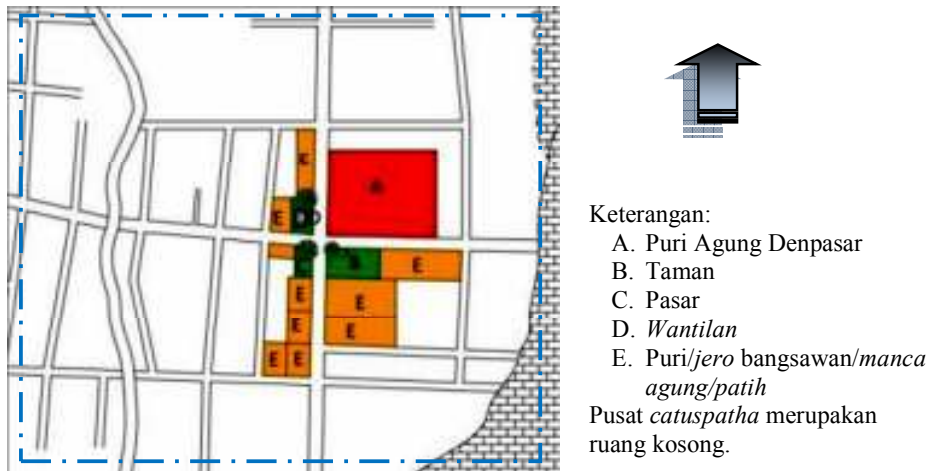 E
E
E
E
E
E
E
E
E
Keterangan:
A. Puri Agung Denpasar
B. Taman
C. Pasar
D. Wantilan
E. Puri/jero bangsawan/manca
agung/patih
Pusat catuspatha merupakan
ruang kosong.